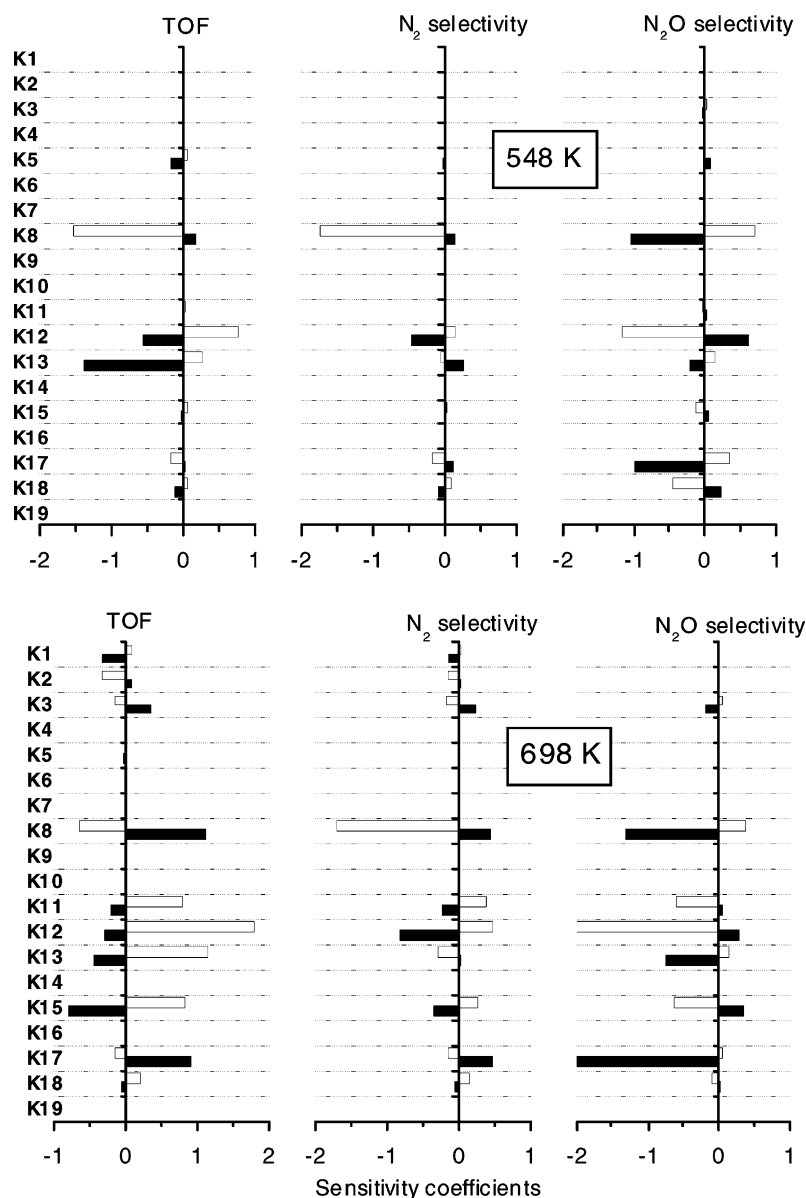 TOF
N₂ selectivity
N₂O selectivity
548 K
K1
K2
K3
K4
K5
K6
K7
K8
K9
K10
K11
K12
K13
K14
K15
K16
K17
K18
K19
-2 -1 0 1
-2 -1 0 1
-2 -1 0 1
TOF
N₂ selectivity
N₂O selectivity
698 K
K1
K2
K3
K4
K5
K6
K7
K8
K9
K10
K11
K12
K13
K14
K15
K16
K17
K18
K19
-1 0 1 2
-2 -1 0 1
-2 -1 0 1
Sensitivity coefficients